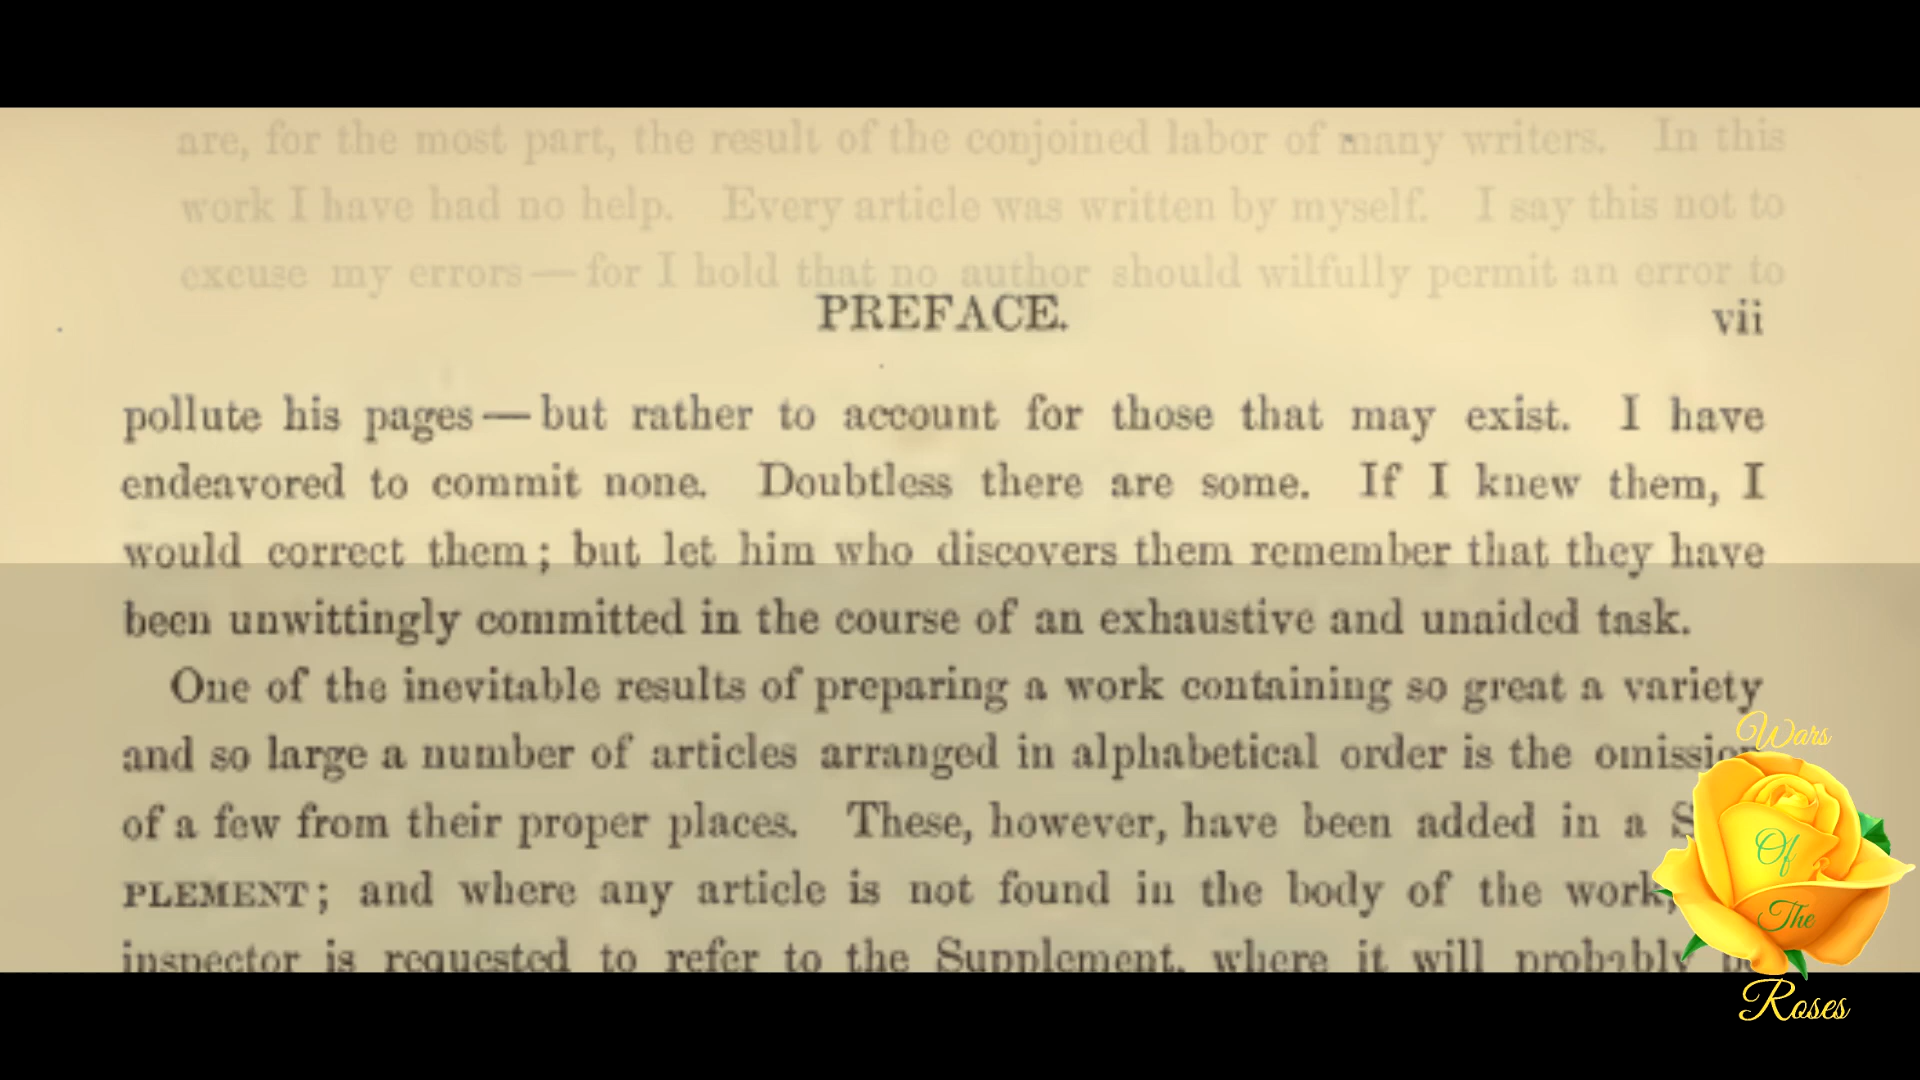 are, for the most part, the result of the conjoined labor of many writers. In this
work I have had no help. Every article was written by myself. I say this not to
excuse my errors — for I hold that no author should wilfully permit an error to
PREFACE. vii
pollute his pages — but rather to account for those that may exist. I have
endeavored to commit none. Doubtless there are some. If I knew them, I
would correct them; but let him who discovers them remember that they have
been unwittingly committed in the course of an exhaustive and unaided task.
One of the inevitable results of preparing a work containing so great a variety
and so large a number of articles arranged in alphabetical order is the omission
of a few from their proper places. These, however, have been added in a
PLEMENT; and where any article is not found in the body of the work,
inspector is requested to refer to the Supplement, where it will probably
Wars
Of
The
Roses